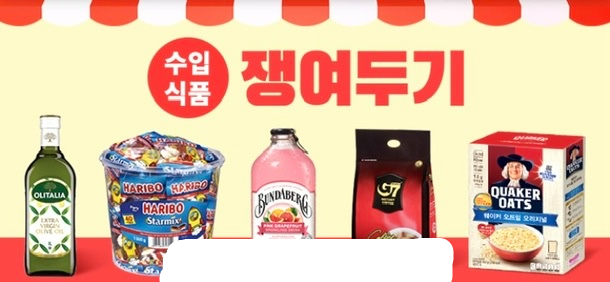 수입
식품
쟁여두기
OLITALIA
EXTRA
VIRGIN
OLIVE OIL
HARIBO
HARIBO
HARIBO
Starmix
BUNDABERG
PINK GRAPEFRUIT
G7
QUAKER
OATS
퀘이커 오트밀 오리지널